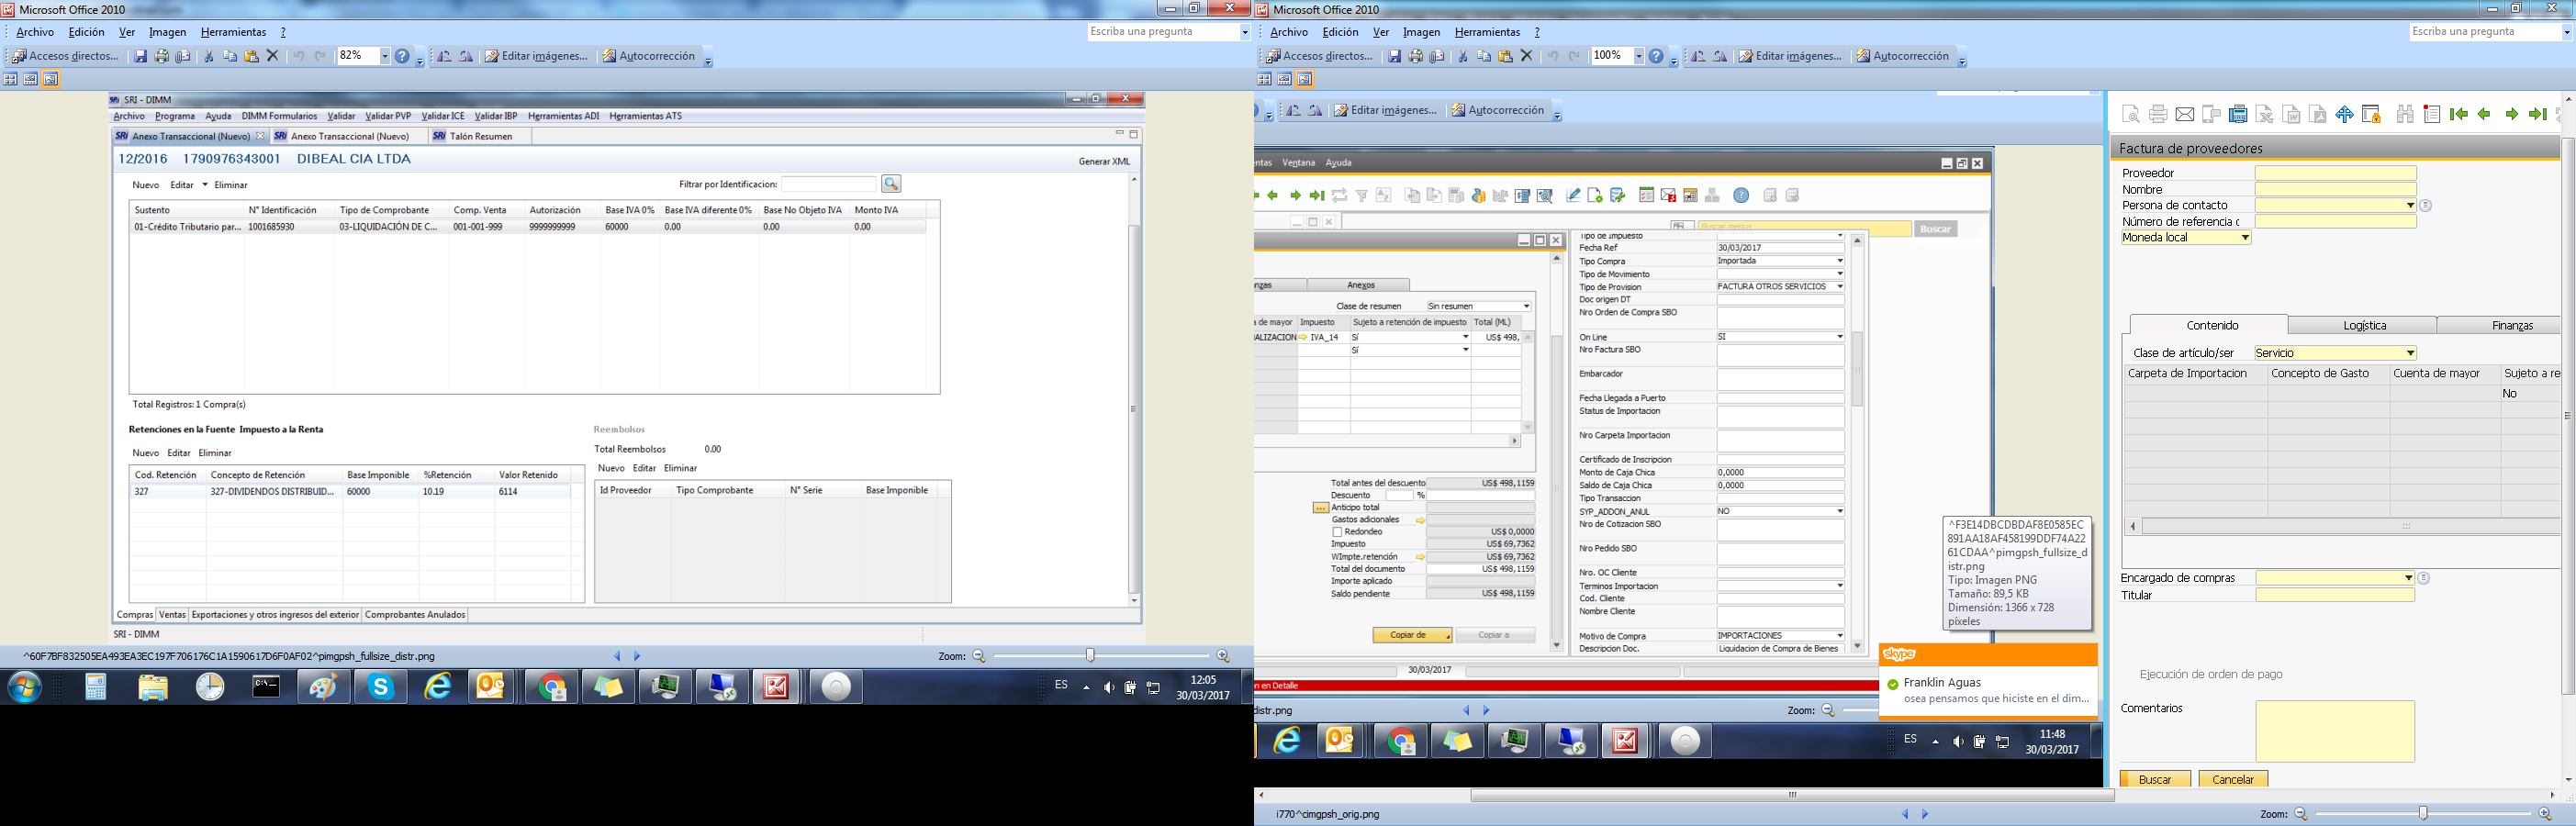 Microsoft Office 2010
Archivo Edición Ver Imagen Herramientas ?
Escriba una pregunta
Accesos directos... 82% Editar imágenes... Autocorrección
SRI - DIMM
Archivo Programa Ayuda DIMM Formularios Validar Validar PVP Validar ICE Validar IBP Herramientas ADI Herramientas ATS
Anexo Transaccional (Nuevo) Anexo Transaccional (Nuevo) Talón Resumen
12/2016 1790976343001 DIBEAL CIA LTDA
Generar XML
Nuevo Editar Eliminar
Filtrar por Identificacion:
Sustento N° Identificación Tipo de Comprobante Comp. Venta Autorización Base IVA 0% Base IVA diferente 0% Base No Objeto IVA Monto IVA
01-Crédito Tributario par... 1001685930 03-LIQUIDACIÓN DE C... 001-001-999 9999999999 60000 0.00 0.00 0.00
Total Registros: 1 Compra(s)
Retenciones en la Fuente Impuesto a la Renta
Nuevo Editar Eliminar
Cod. Retención Concepto de Retención Base Imponible %Retención Valor Retenido
327 327-DIVIDENDOS DISTRIBUID... 60000 10.19 6114
Reembolsos
Total Reembolsos 0.00
Nuevo Editar Eliminar
Id Proveedor Tipo Comprobante N° Serie Base Imponible
Compras Ventas Exportaciones y otros ingresos del exterior Comprobantes Anulados
SRI - DIMM
^60F7BF832505EA493EA3EC197F706176C1A1590617D6F0AF02^pimgpsh_fullsize_distr.png
Zoom:
ES
12:05
30/03/2017
Microsoft Office 2010
Archivo Edición Ver Imagen Herramientas ?
Escriba una pregunta
Accesos directos... 100% Editar imágenes... Autocorrección
Editar imágenes... Autocorrección
entas Ventana Ayuda
Buscar
nzas Anexos
Clase de resumen Sin resumen
a de mayor Impuesto Sujeto a retención de impuesto Total (ML)
ALIZACION IVA_14 Sí US$ 498,
Sí
Total antes del descuento US$ 498,1159
Descuento %
Anticipo total
Gastos adicionales
Redondeo US$ 0,0000
Impuesto US$ 69,7362
WImpte.retención US$ 69,7362
Total del documento US$ 498,1159
Importe aplicado
Saldo pendiente US$ 498,1159
Copiar de Copiar a
Tipo de Impuesto
Fecha Ref 30/03/2017
Tipo Compra Importada
Tipo de Movimiento
Tipo de Provision FACTURA OTROS SERVICIOS
Doc origen DT
Nro Orden de Compra SBO
On Line SI
Nro Factura SBO
Embarcador
Fecha Llegada a Puerto
Status de Importacion
Nro Carpeta Importacion
Certificado de Inscripcion
Monto de Caja Chica 0,0000
Saldo de Caja Chica 0,0000
Tipo Transaccion
SYP_ADDON_ANUL NO
Nro de Cotizacion SBO
Nro Pedido SBO
Nro. OC Cliente
Terminos Importacion
Cod. Cliente
Nombre Cliente
Motivo de Compra IMPORTACIONES
Descripcion Doc. Liquidacion de Compra de Bienes
30/03/2017
n en Detalle
^F3E14DBCDBDAF8E0585EC
891AA18AF458199DDF74A22
61CDAA^pimgpsh_fullsize_d
istr.png
Tipo: Imagen PNG
Tamaño: 89,5 KB
Dimensión: 1366 x 728
píxeles
skype
Franklin Aguas
osea pensamos que hiciste en el dim...
distr.png
Zoom:
ES
11:48
30/03/2017
Factura de proveedores
Proveedor
Nombre
Persona de contacto
Número de referencia c
Moneda local
Contenido Logística Finanzas
Clase de artículo/ser Servicio
Carpeta de Importacion Concepto de Gasto Cuenta de mayor Sujeto a re
No
Encargado de compras
Titular
Ejecución de orden de pago
Comentarios
Buscar Cancelar
i770^cimgpsh_orig.png
Zoom: